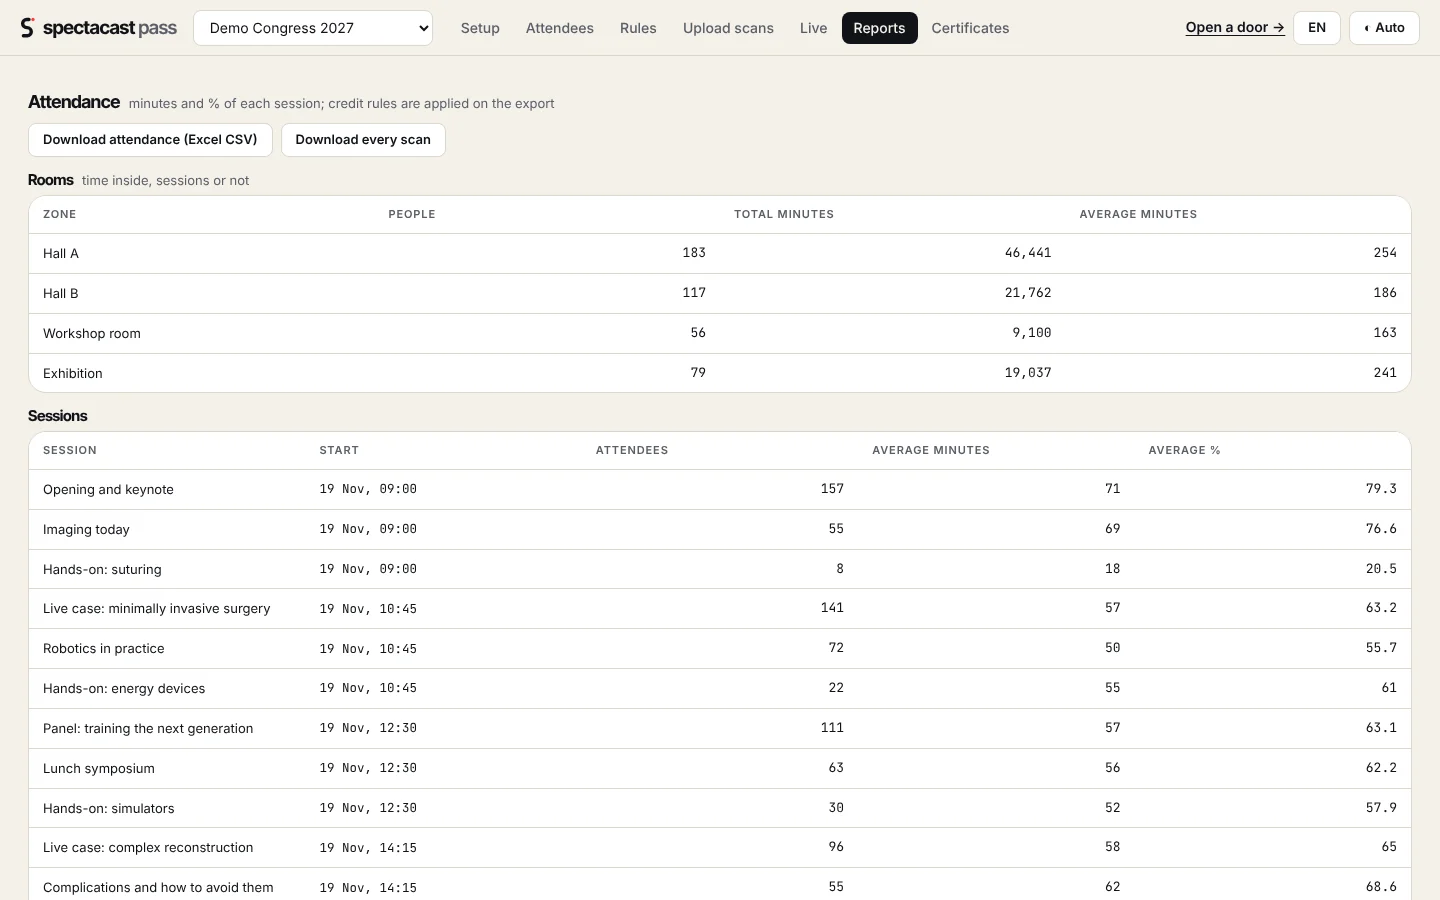 spectacast pass
Demo Congress 2027
Setup Attendees Rules Upload scans Live Reports Certificates
Open a door → EN Auto
Attendance minutes and % of each session; credit rules are applied on the export
Download attendance (Excel CSV) Download every scan
Rooms time inside, sessions or not
ZONE PEOPLE TOTAL MINUTES AVERAGE MINUTES
Hall A 183 46,441 254
Hall B 117 21,762 186
Workshop room 56 9,100 163
Exhibition 79 19,037 241
Sessions
SESSION START ATTENDEES AVERAGE MINUTES AVERAGE %
Opening and keynote 19 Nov, 09:00 157 71 79.3
Imaging today 19 Nov, 09:00 55 69 76.6
Hands-on: suturing 19 Nov, 09:00 8 18 20.5
Live case: minimally invasive surgery 19 Nov, 10:45 141 57 63.2
Robotics in practice 19 Nov, 10:45 72 50 55.7
Hands-on: energy devices 19 Nov, 10:45 22 55 61
Panel: training the next generation 19 Nov, 12:30 111 57 63.1
Lunch symposium 19 Nov, 12:30 63 56 62.2
Hands-on: simulators 19 Nov, 12:30 30 52 57.9
Live case: complex reconstruction 19 Nov, 14:15 96 58 65
Complications and how to avoid them 19 Nov, 14:15 55 62 68.6